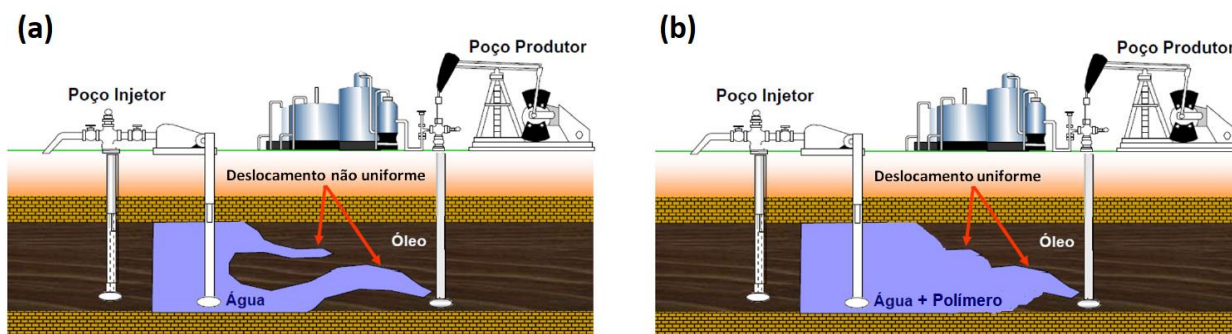 (a)
Poço Produtor
Poço Injetor
Deslocamento não uniforme
Óleo
Água
(b)
Poço Produtor
Poço Injetor
Deslocamento uniforme
Óleo
Água + Polímero